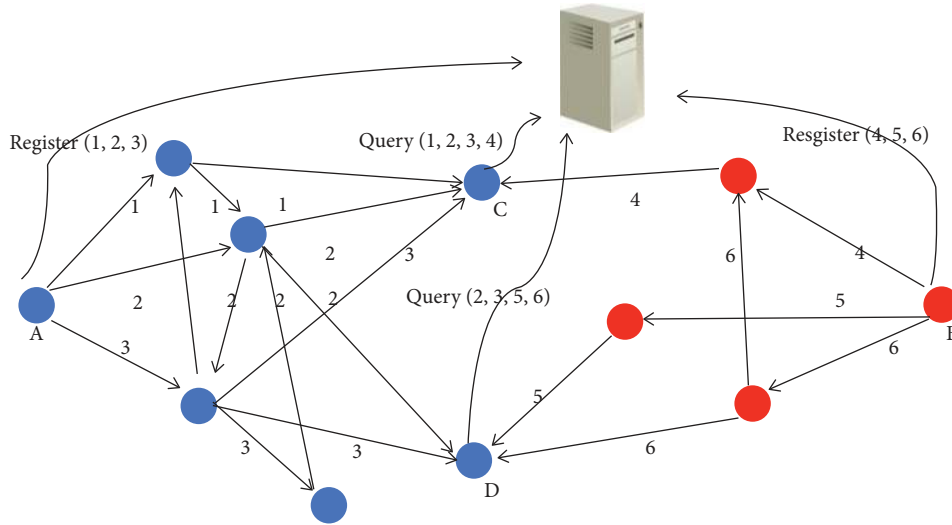 Register (1, 2, 3)
Query (1, 2, 3, 4)
Resgister (4, 5, 6)
1
1
1
C
4
2
3
6
4
2
2
2
2
Query (2, 3, 5, 6)
5
A
3
6
5
3
3
6
D